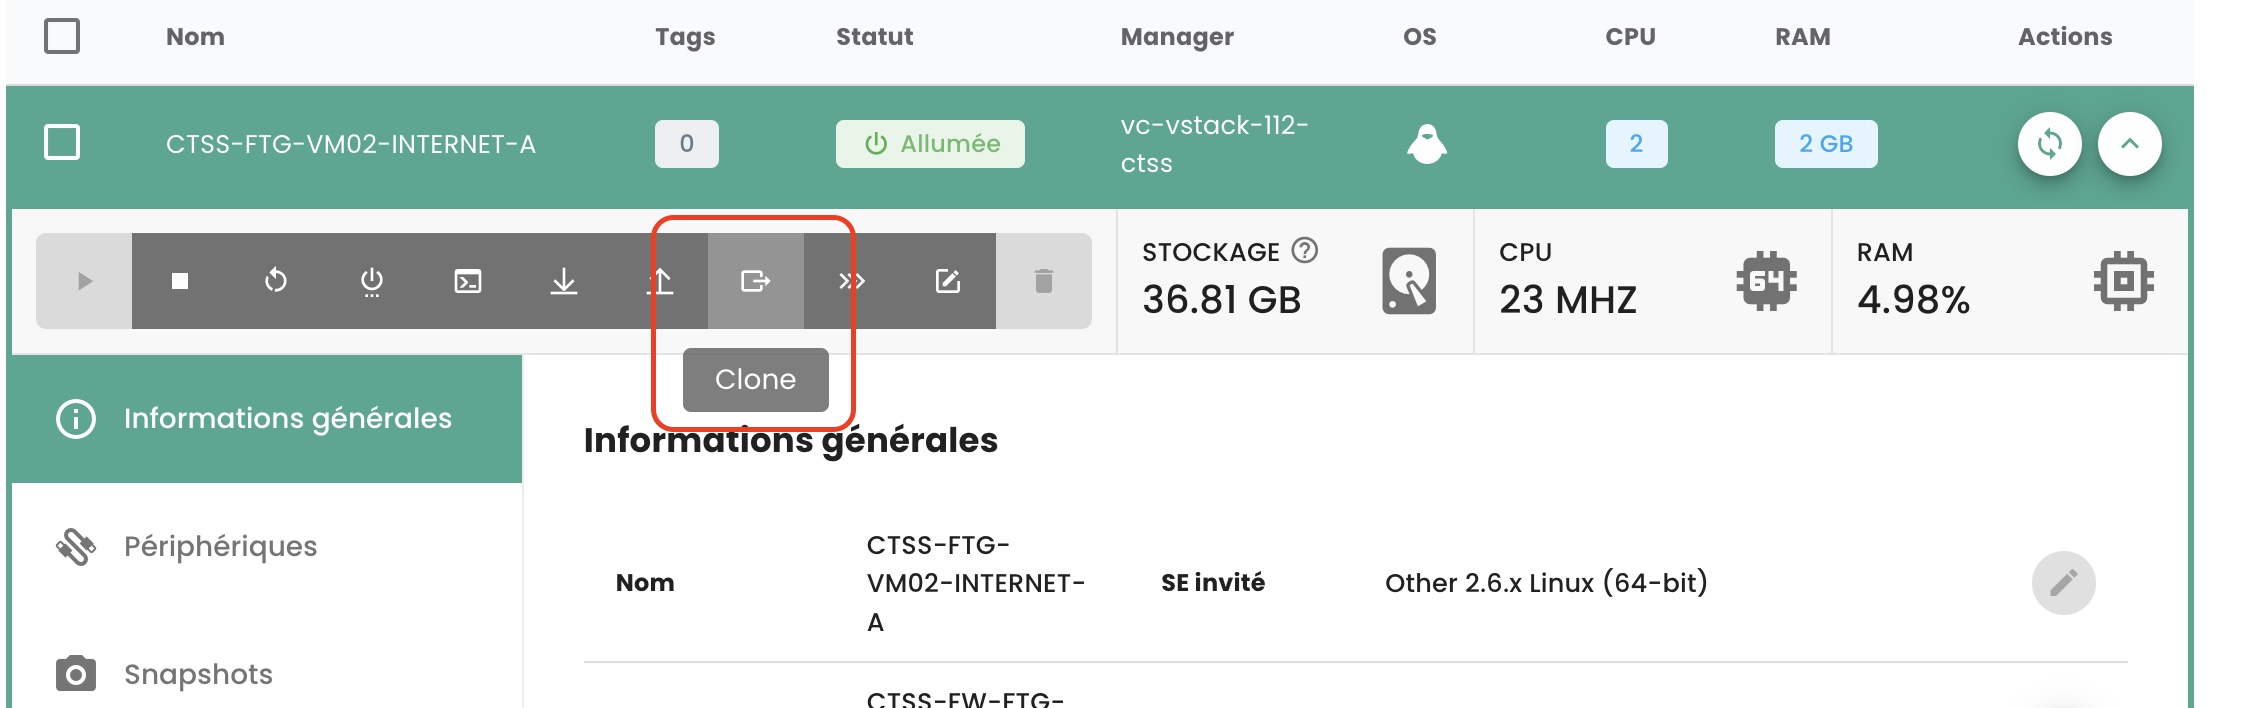 Nom Tags Statut Manager OS CPU RAM Actions
CTSS-FTG-VM02-INTERNET-A 0 Allumée vc-vstack-112- 2 2 GB
ctss
STOCKAGE CPU RAM
36.81 GB 64 23 MHZ 4.98%
Clone
Informations générales
Informations générales
Périphériques
Snapshots
CTSS-FTG-
Nom VM02-INTERNET- SE invité Other 2.6.x Linux (64-bit)
A
CTSS-FW-FTG-